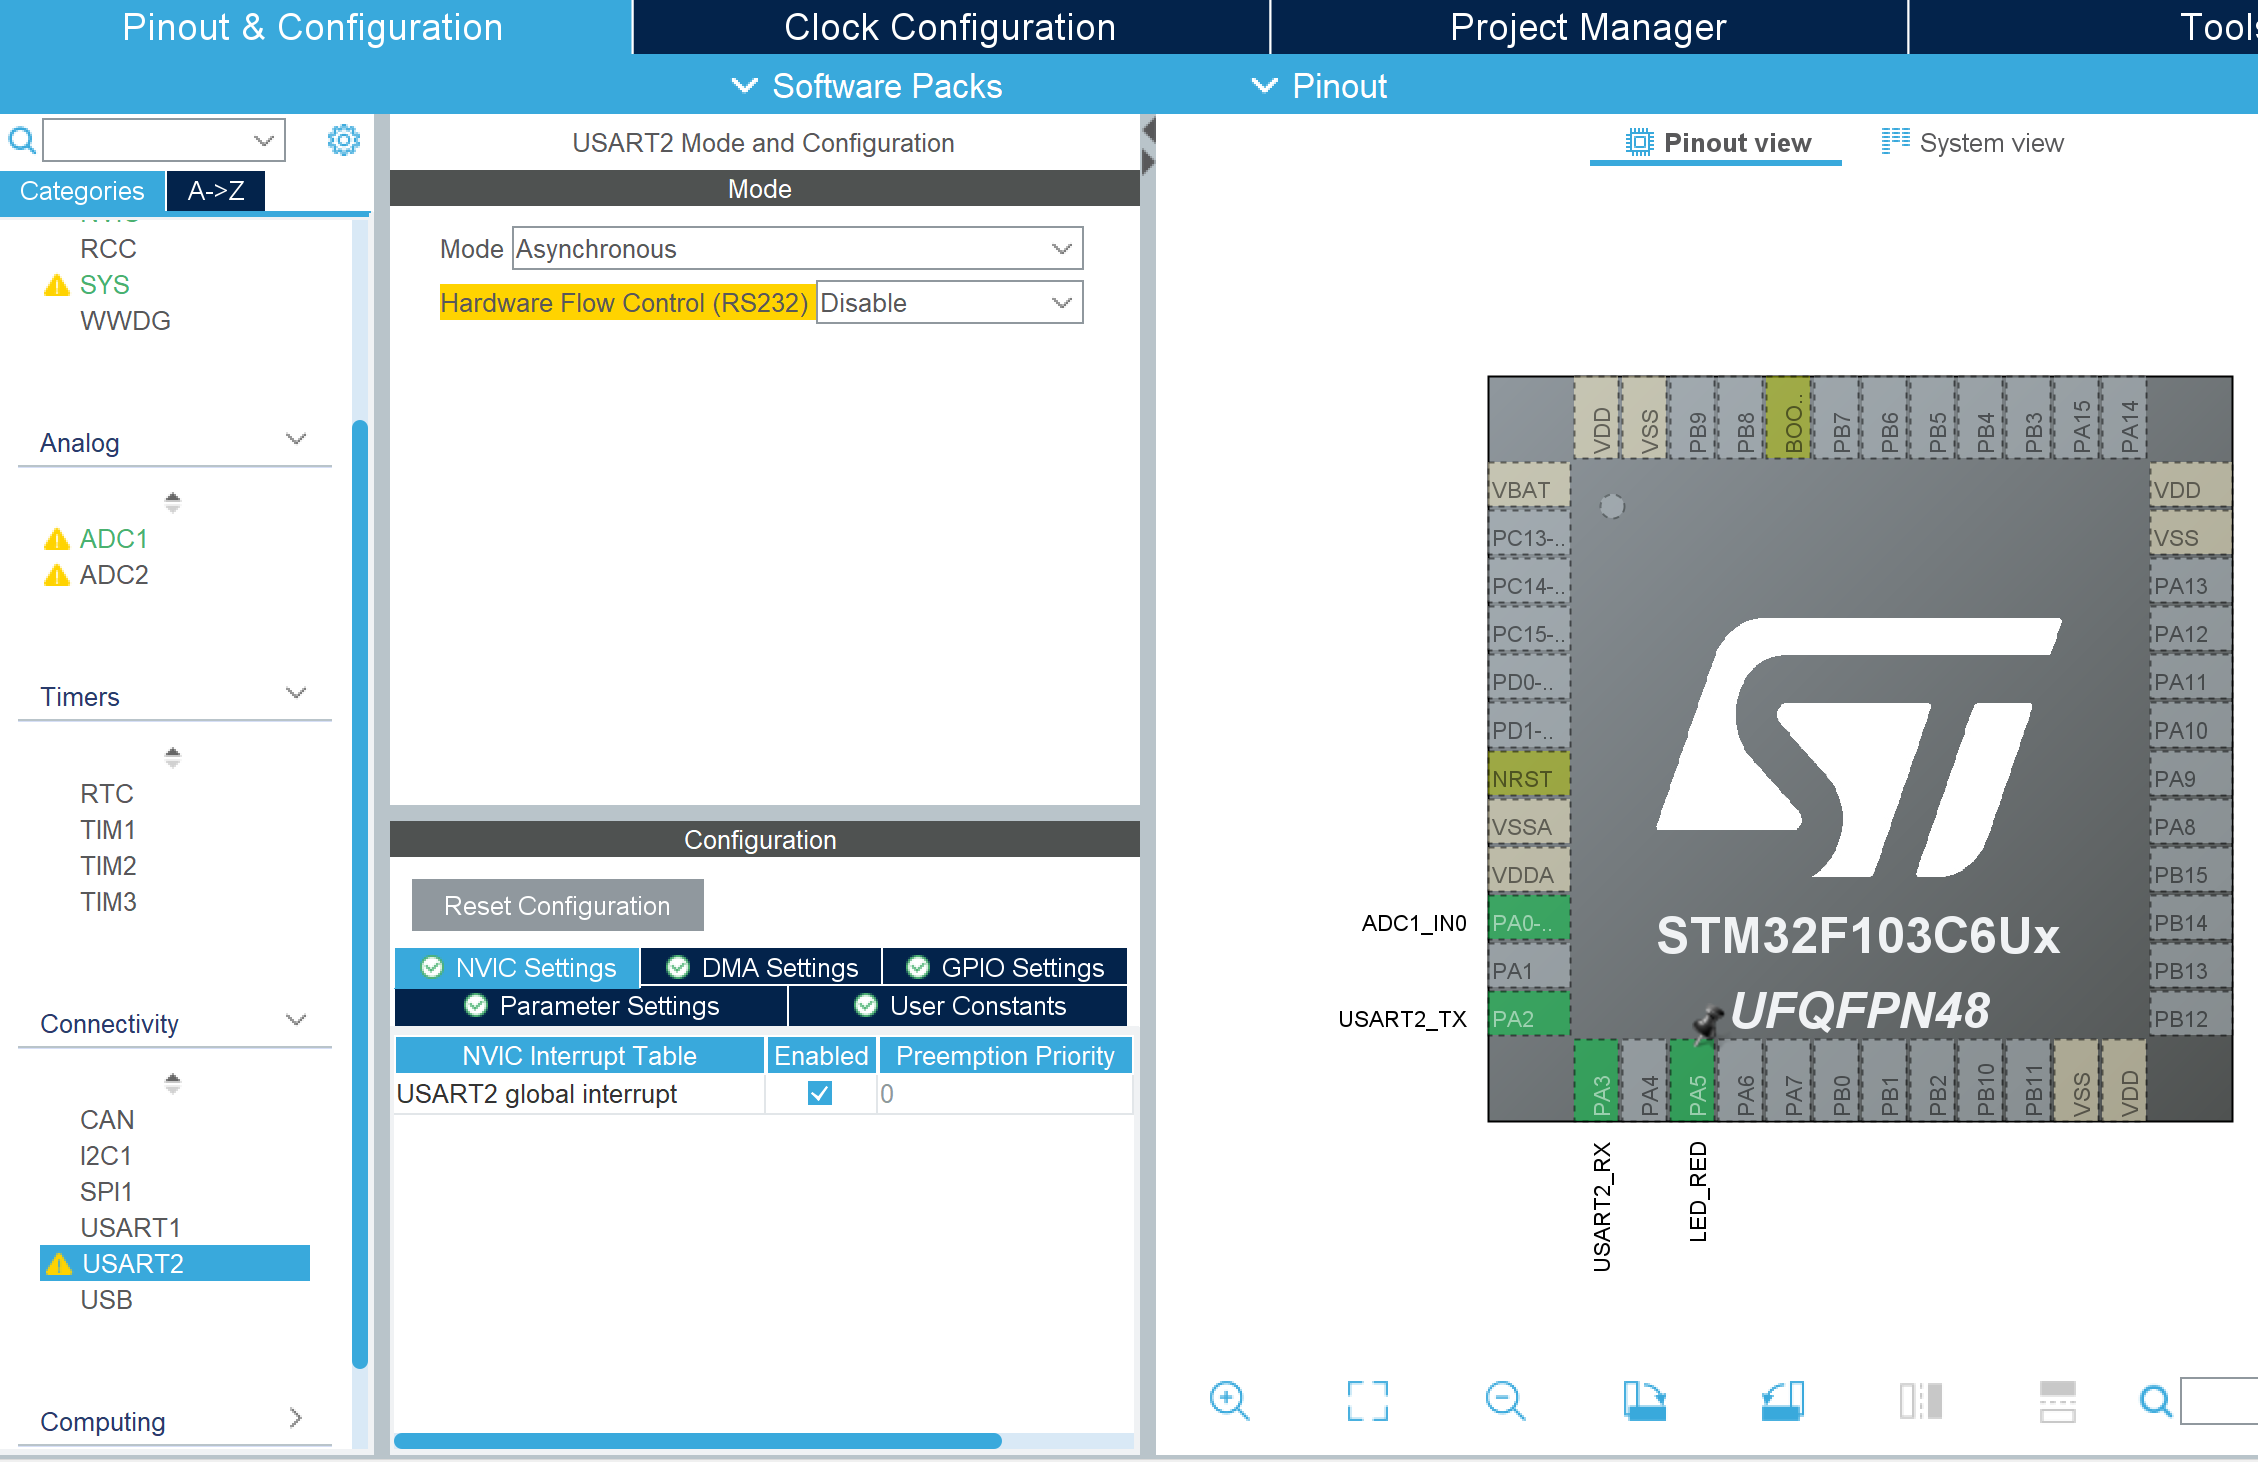 Pinout & Configuration
Clock Configuration
Project Manager
Tools
Software Packs
Pinout
Categories
A->Z
RCC
SYS
WWDG
Analog
ADC1
ADC2
Timers
RTC
TIM1
TIM2
TIM3
Connectivity
CAN
I2C1
SPI1
USART1
USART2
USB
Computing
USART2 Mode and Configuration
Mode
Mode Asynchronous
Hardware Flow Control (RS232) Disable
Configuration
Reset Configuration
NVIC Settings
DMA Settings
GPIO Settings
Parameter Settings
User Constants
NVIC Interrupt Table Enabled Preemption Priority
USART2 global interrupt 0
Pinout view
System view
VDD
VSS
PB9
PB8
BOO..
PB7
PB6
PB5
PB4
PB3
PA15
PA14
VBAT
PC13-..
PC14-..
PC15-..
PD0-..
PD1-..
NRST
VSSA
VDDA
ADC1_IN0 PA0-..
PA1
USART2_TX PA2
VDD
VSS
PA13
PA12
PA11
PA10
PA9
PA8
PB15
PB14
PB13
PB12
ST
STM32F103C6Ux
UFQFPN48
PA3
PA4
PA5
PA6
PA7
PB0
PB1
PB2
PB10
PB11
VSS
VDD
USART2_RX
LED_RED